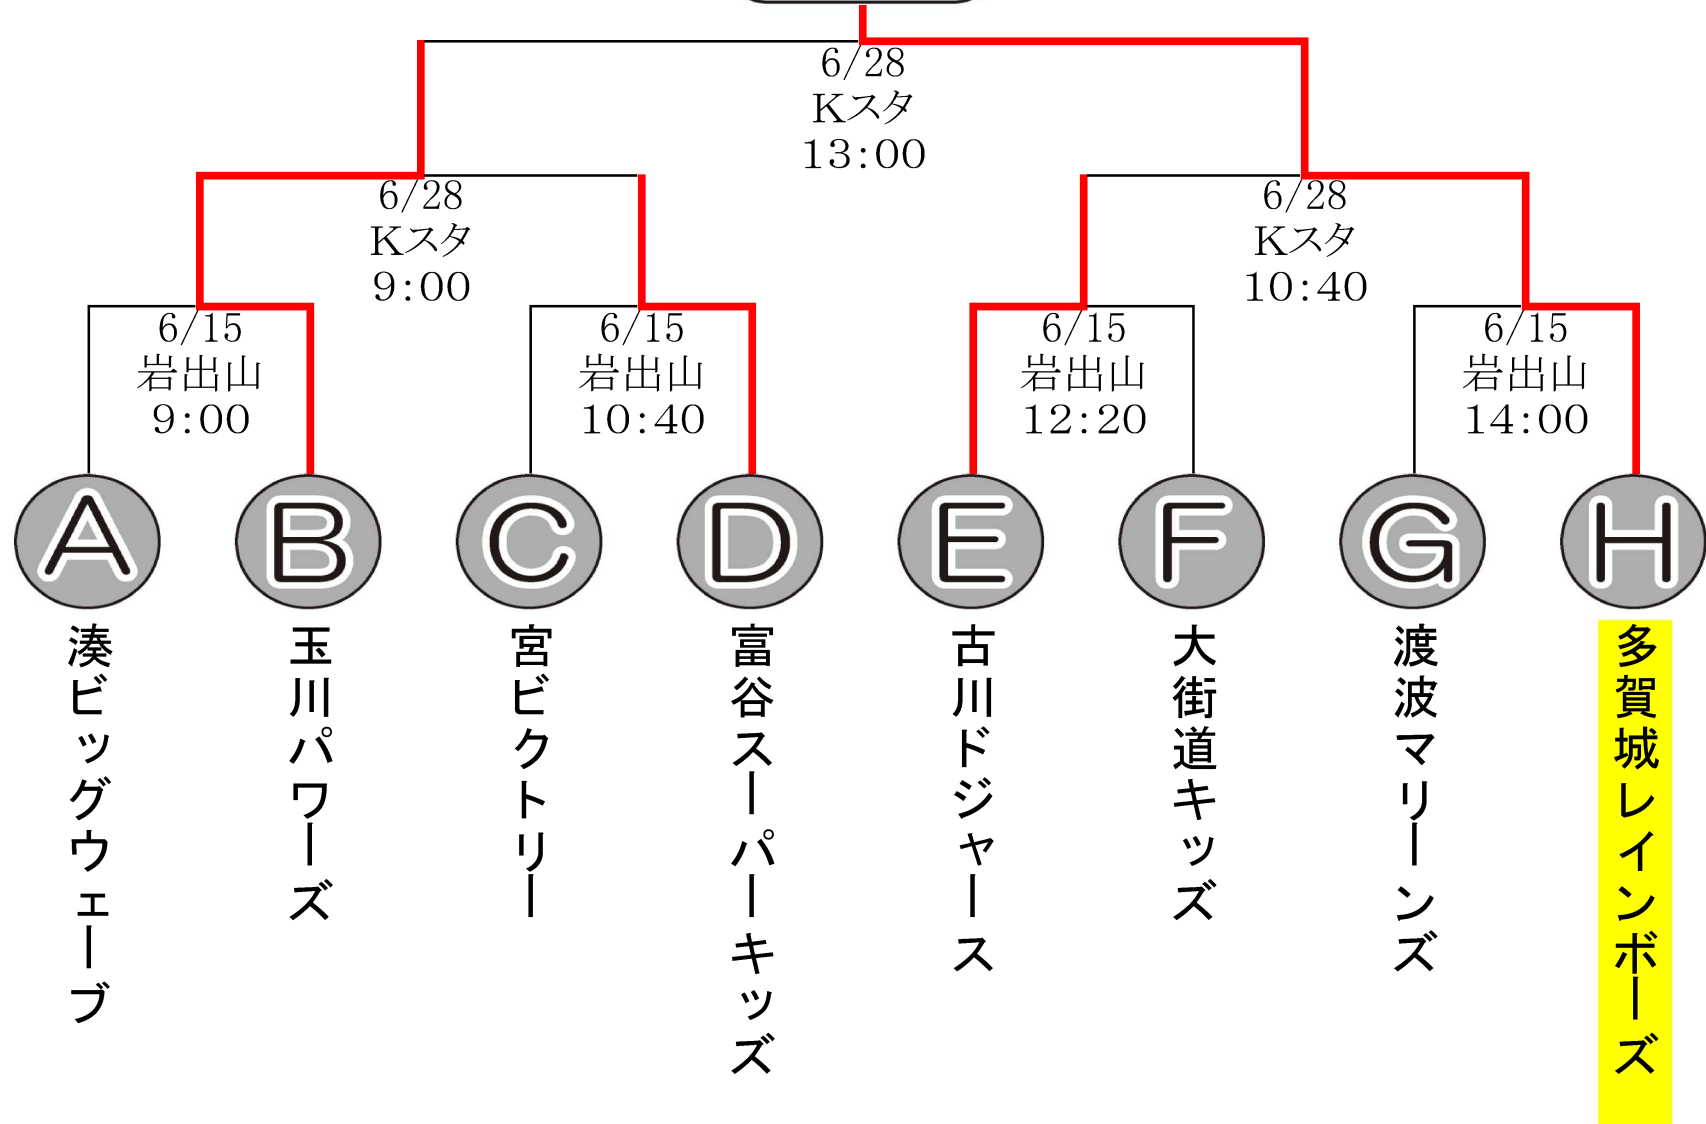 6/28
Kスタ
13:00
6/28
Kスタ
9:00
6/28
Kスタ
10:40
6/15
岩出山
9:00
6/15
岩出山
10:40
6/15
岩出山
12:20
6/15
岩出山
14:00
A
B
C
D
E
F
G
H
湊ビッグウェーブ
玉川パワーズ
宮ビクトリー
富谷スーパーキッズ
古川ドジャース
大街道キッズ
渡波マリーンズ
多賀城レインボーズ